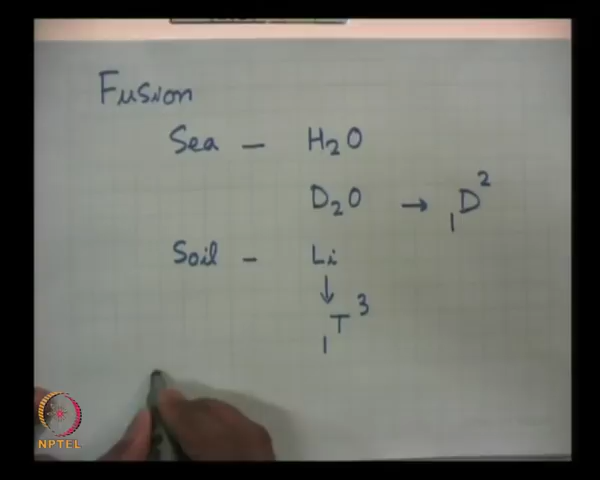 Fusion
Sea — H₂O
D₂O → ₁D²
Soil — Li
↓
₁T³
NPTEL